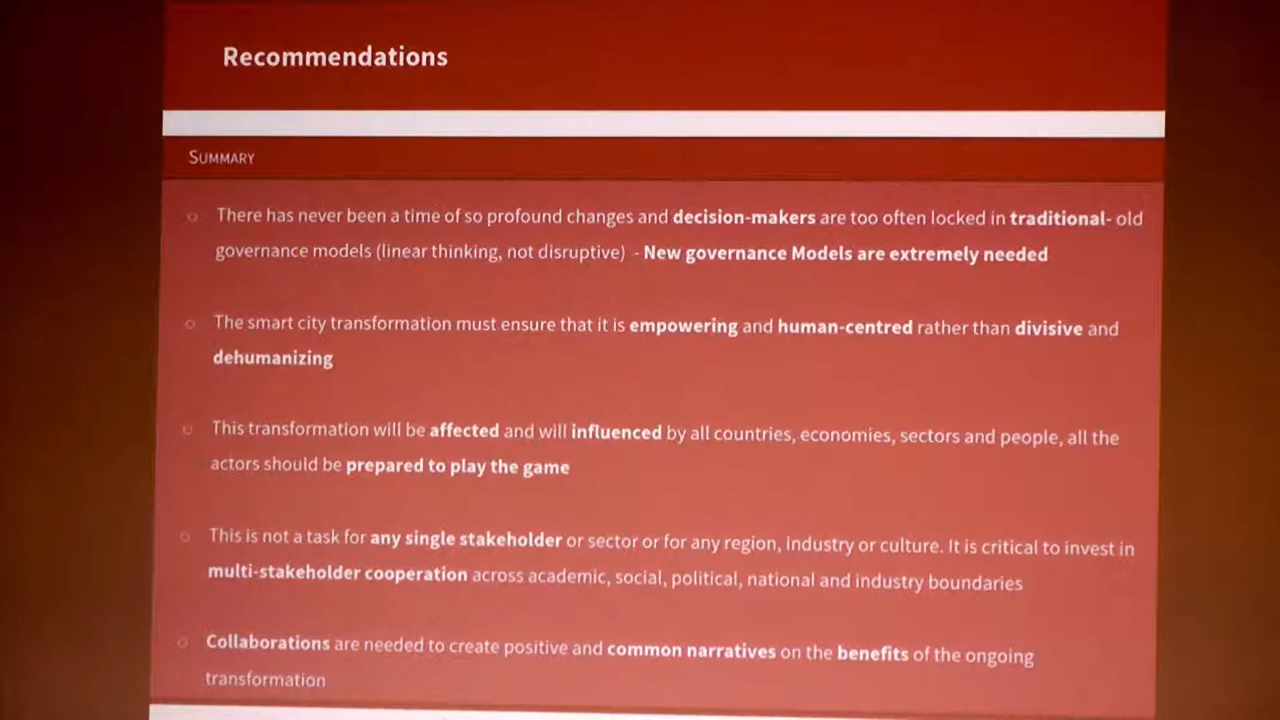 Recommendations
SUMMARY
There has never been a time of so profound changes and decision-makers are too often locked in traditional- old
governance models (linear thinking, not disruptive) - New governance Models are extremely needed
The smart city transformation must ensure that it is empowering and human-centred rather than divisive and
dehumanizing
This transformation will be affected and will influenced by all countries, economies, sectors and people, all the
actors should be prepared to play the game
This is not a task for any single stakeholder or sector or for any region, industry or culture. It is critical to invest in
multi-stakeholder cooperation across academic, social, political, national and industry boundaries
Collaborations are needed to create positive and common narratives on the benefits of the ongoing
transformation